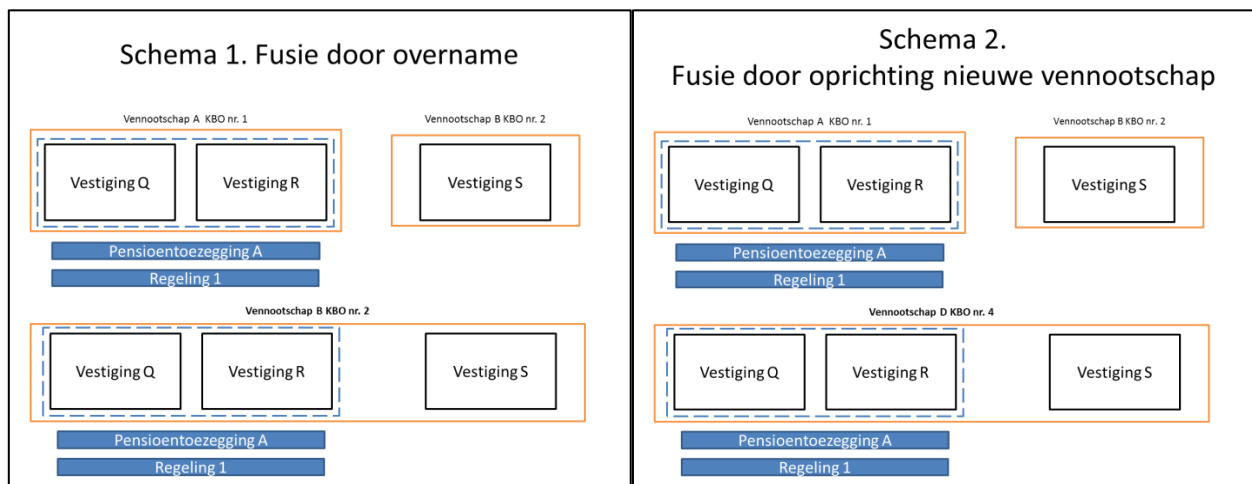 Schema 1. Fusie door overname
Vennootschap A KBO nr. 1
Vennootschap B KBO nr. 2
Vestiging Q
Vestiging R
Vestiging S
Pensioentoezegging A
Regeling 1
Vennootschap B KBO nr. 2
Vestiging Q
Vestiging R
Vestiging S
Pensioentoezegging A
Regeling 1
Schema 2.
Fusie door oprichting nieuwe vennootschap
Vennootschap A KBO nr. 1
Vennootschap B KBO nr. 2
Vestiging Q
Vestiging R
Vestiging S
Pensioentoezegging A
Regeling 1
Vennootschap D KBO nr. 4
Vestiging Q
Vestiging R
Vestiging S
Pensioentoezegging A
Regeling 1